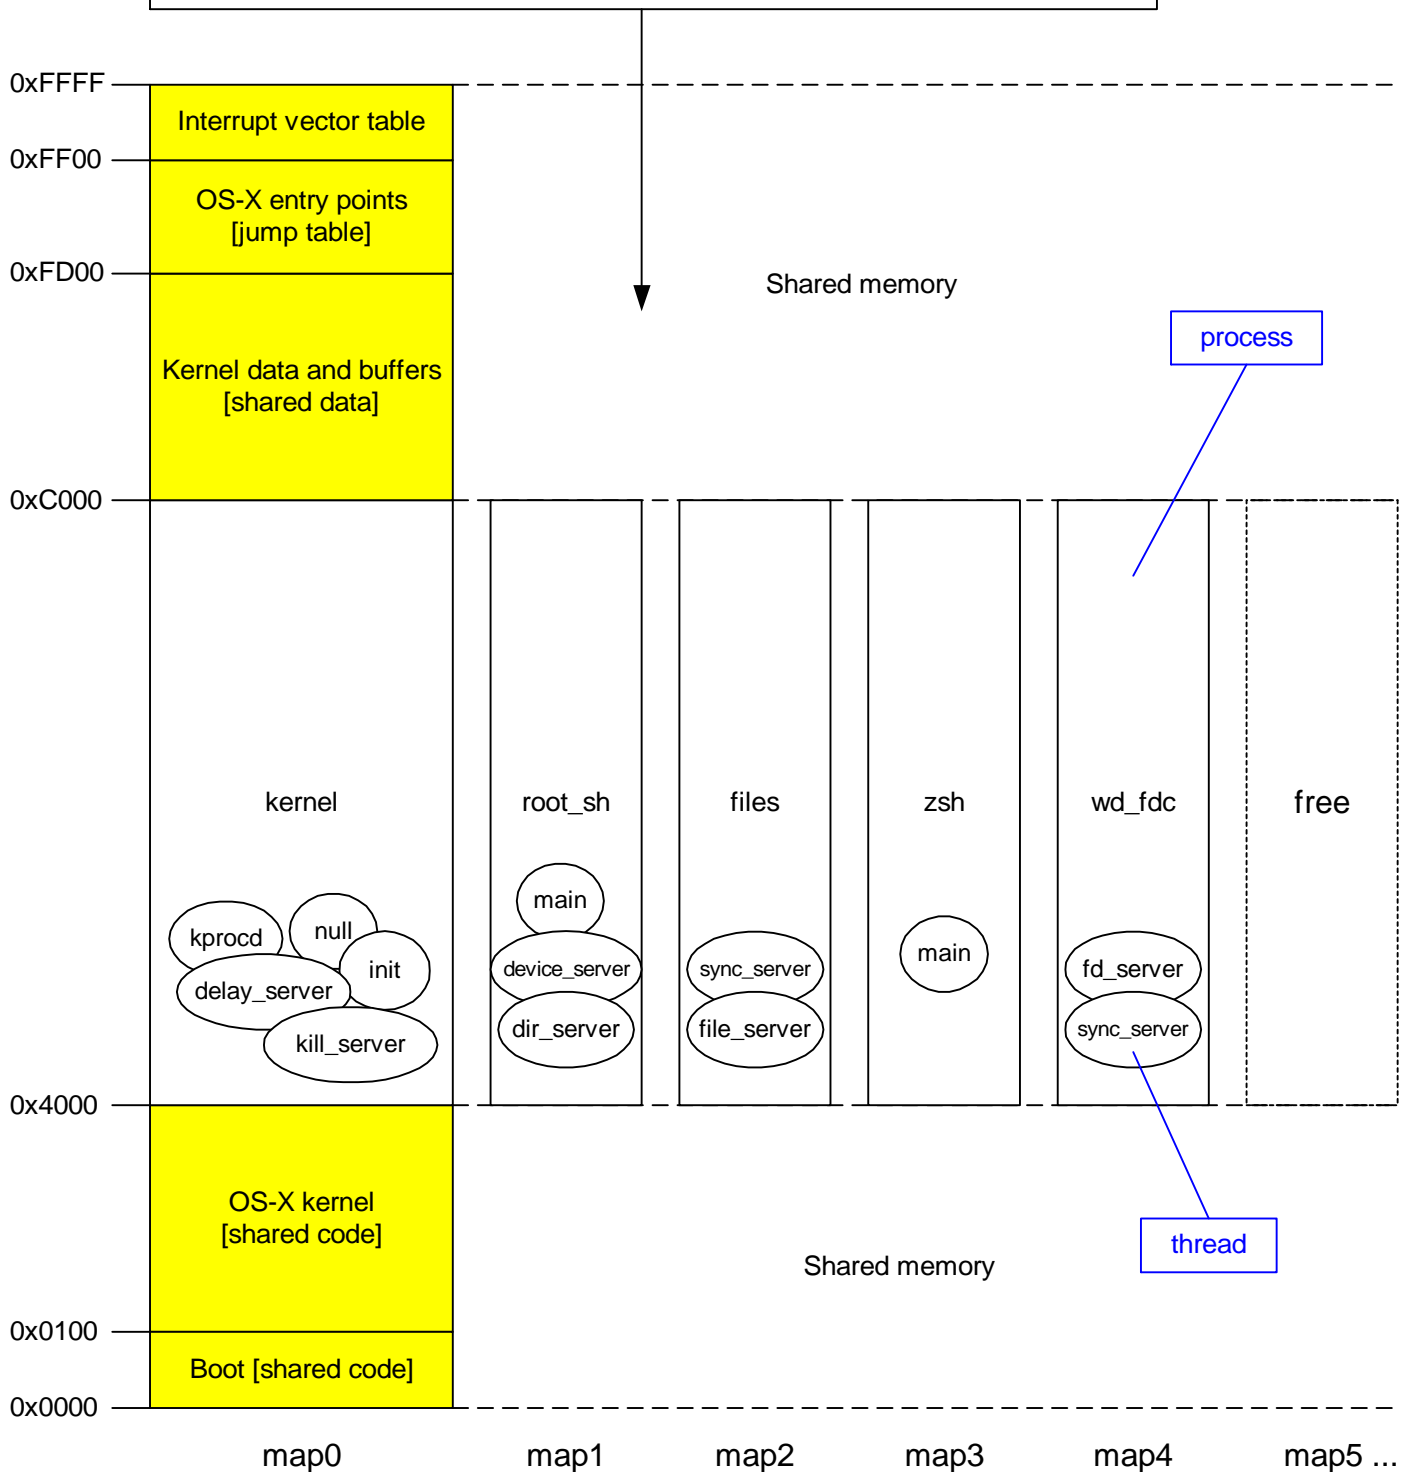 0xFFFF
Interrupt vector table
0xFF00
OS-X entry points
[jump table]
0xFD00
Shared memory
process
Kernel data and buffers
[shared data]
0xC000
kernel
root_sh
files
zsh
wd_fdc
free
main
kprocd
null
init
device_server
sync_server
main
fd_server
delay_server
dir_server
file_server
sync_server
kill_server
0x4000
OS-X kernel
[shared code]
thread
Shared memory
0x0100
Boot [shared code]
0x0000
map0
map1
map2
map3
map4
map5 ...